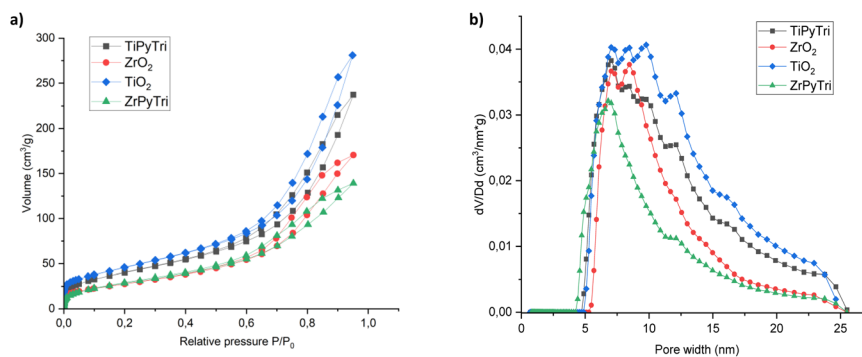 a)
TiPyTri
ZrO₂
TiO₂
ZrPyTri
Volume (cm³/g)
300
250
200
150
100
50
0
0,0 0,2 0,4 0,6 0,8 1,0
Relative pressure P/P₀
b)
TiPyTri
ZrO₂
TiO₂
ZrPyTri
dV/Dd (cm³/nm*g)
0,04
0,03
0,02
0,01
0,00
0 5 10 15 20 25
Pore width (nm)